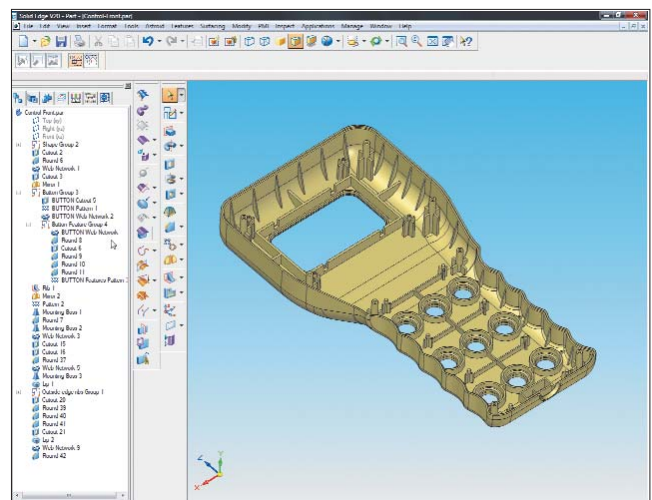 Solid Edge V20 - Part - [Control-Front.par]
File Edit View Insert Format Tools Features Surfacing Modify PMI Inspect Applications Manage Window Help
Control Front.par
Top (xy)
Right (yz)
Front (xz)
Shape Group 2
Cutout 2
Round 6
Web Network 1
Cutout 3
Mirror 1
Button Group 3
BUTTON Cutout 5
BUTTON Pattern 1
BUTTON Web Network 2
Button Feature Group 4
BUTTON Web Network
Round 8
Cutout 6
Round 9
Round 10
Round 11
BUTTON Features Pattern
Rib 1
Mirror 2
Pattern 2
Mounting Boss 1
Round 7
Mounting Boss 2
Web Network 3
Cutout 15
Cutout 16
Round 37
Web Network 5
Mounting Boss 3
Lip 1
Outside edge ribs Group 1
Cutout 20
Round 39
Round 40
Round 41
Cutout 21
Lip 2
Web Network 9
Round 42
Z
Y
X